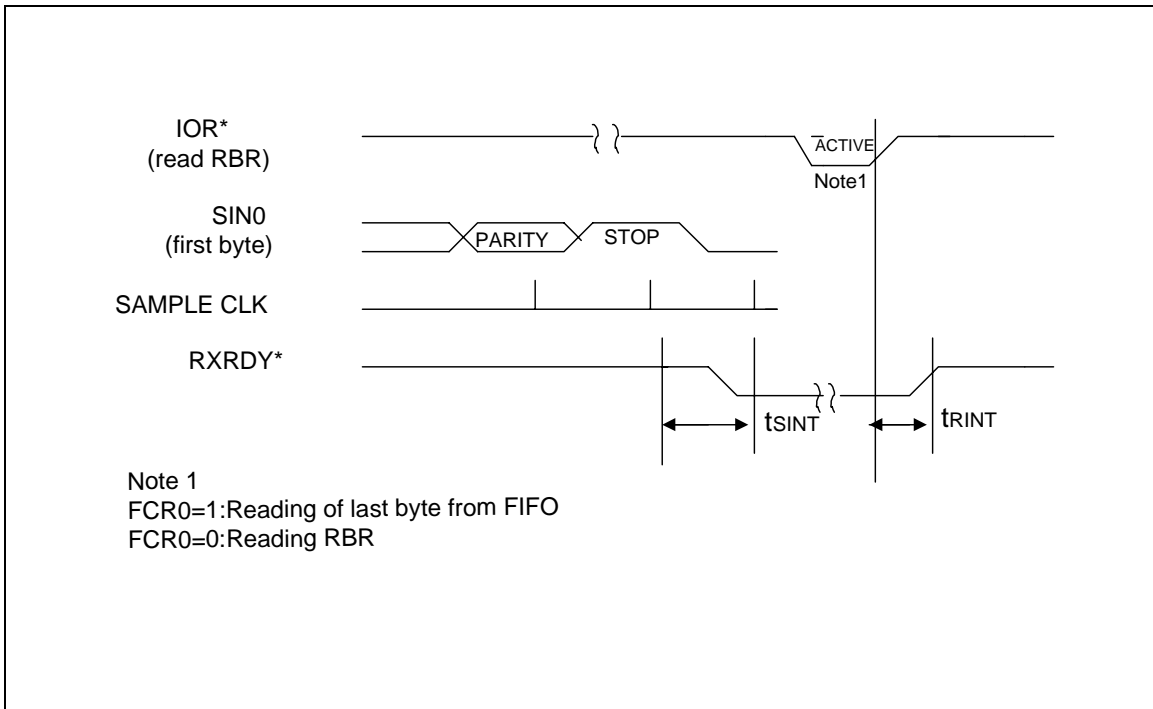 IOR*
(read RBR)
ACTIVE
Note1
SIN0
(first byte)
PARITY
STOP
SAMPLE CLK
RXRDY*
tSINT
tRINT
Note 1
FCR0=1:Reading of last byte from FIFO
FCR0=0:Reading RBR